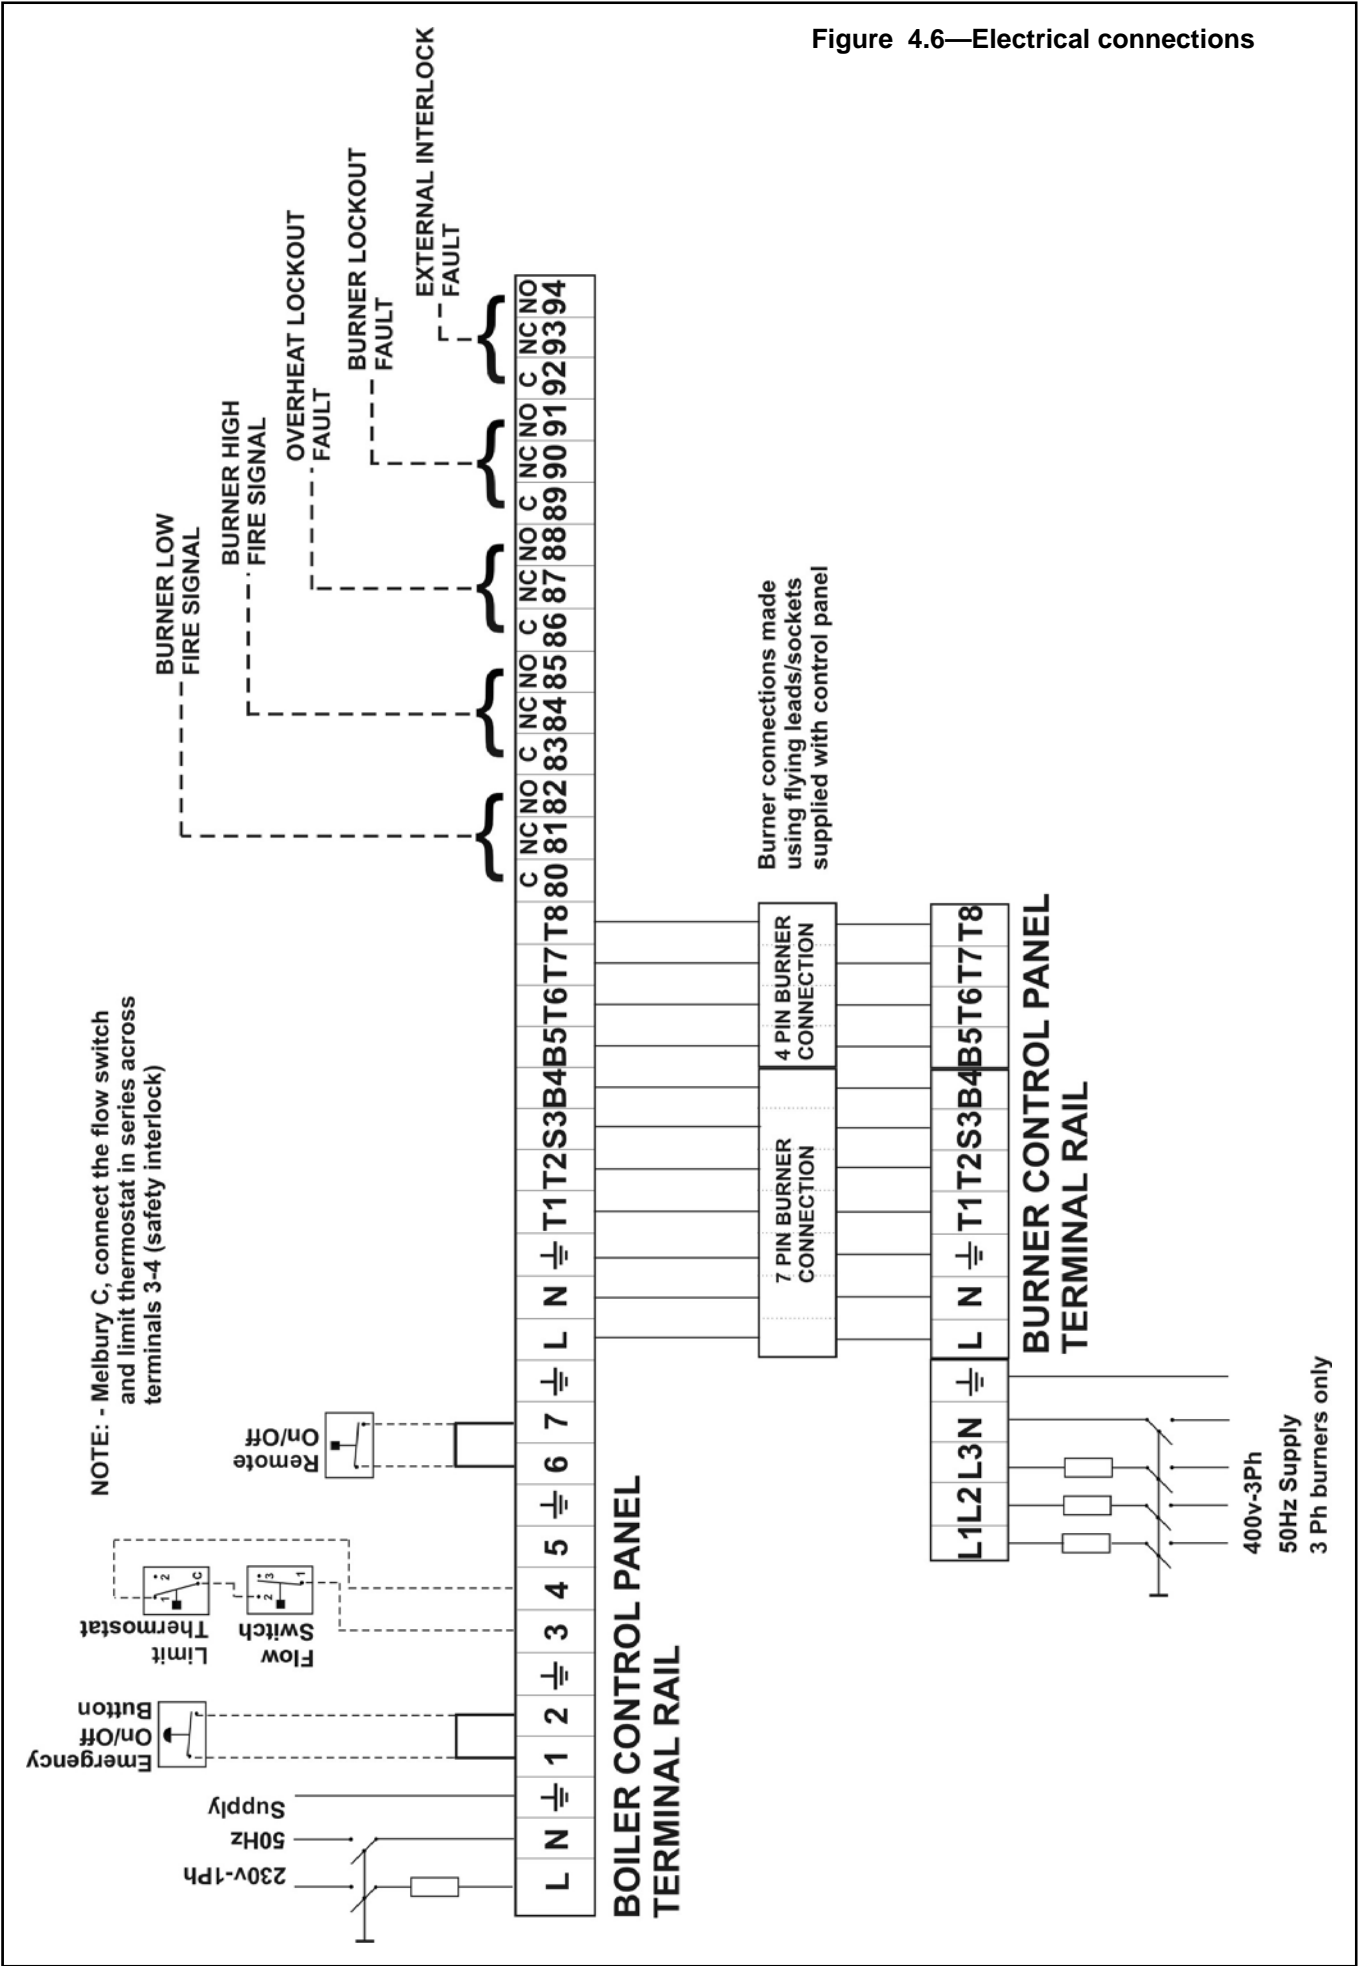 Figure 4.6—Electrical connections
BURNER LOW
FIRE SIGNAL
BURNER HIGH
FIRE SIGNAL
OVERHEAT LOCKOUT
FAULT
BURNER LOCKOUT
FAULT
EXTERNAL INTERLOCK
FAULT
NOTE: - Melbury C, connect the flow switch
and limit thermostat in series across
terminals 3-4 (safety interlock)
230v-1Ph
50Hz
Supply
Emergency
On/Off
Button
Limit
Thermostat
1 2 C
Flow
Switch
2 3 1
Remote
On/Off
C NC NO C NC NO C NC NO C NC NO C NC NO
L N 1 2 3 4 5 6 7 L N T1 T2 S3 B4 B5 T6 T7 T8 80 81 82 83 84 85 86 87 88 89 90 91 92 93 94
BOILER CONTROL PANEL
TERMINAL RAIL
7 PIN BURNER
CONNECTION
4 PIN BURNER
CONNECTION
Burner connections made
using flying leads/sockets
supplied with control panel
L1 L2 L3 N L N T1 T2 S3 B4 B5 T6 T7 T8
BURNER CONTROL PANEL
TERMINAL RAIL
400v-3Ph
50Hz Supply
3 Ph burners only